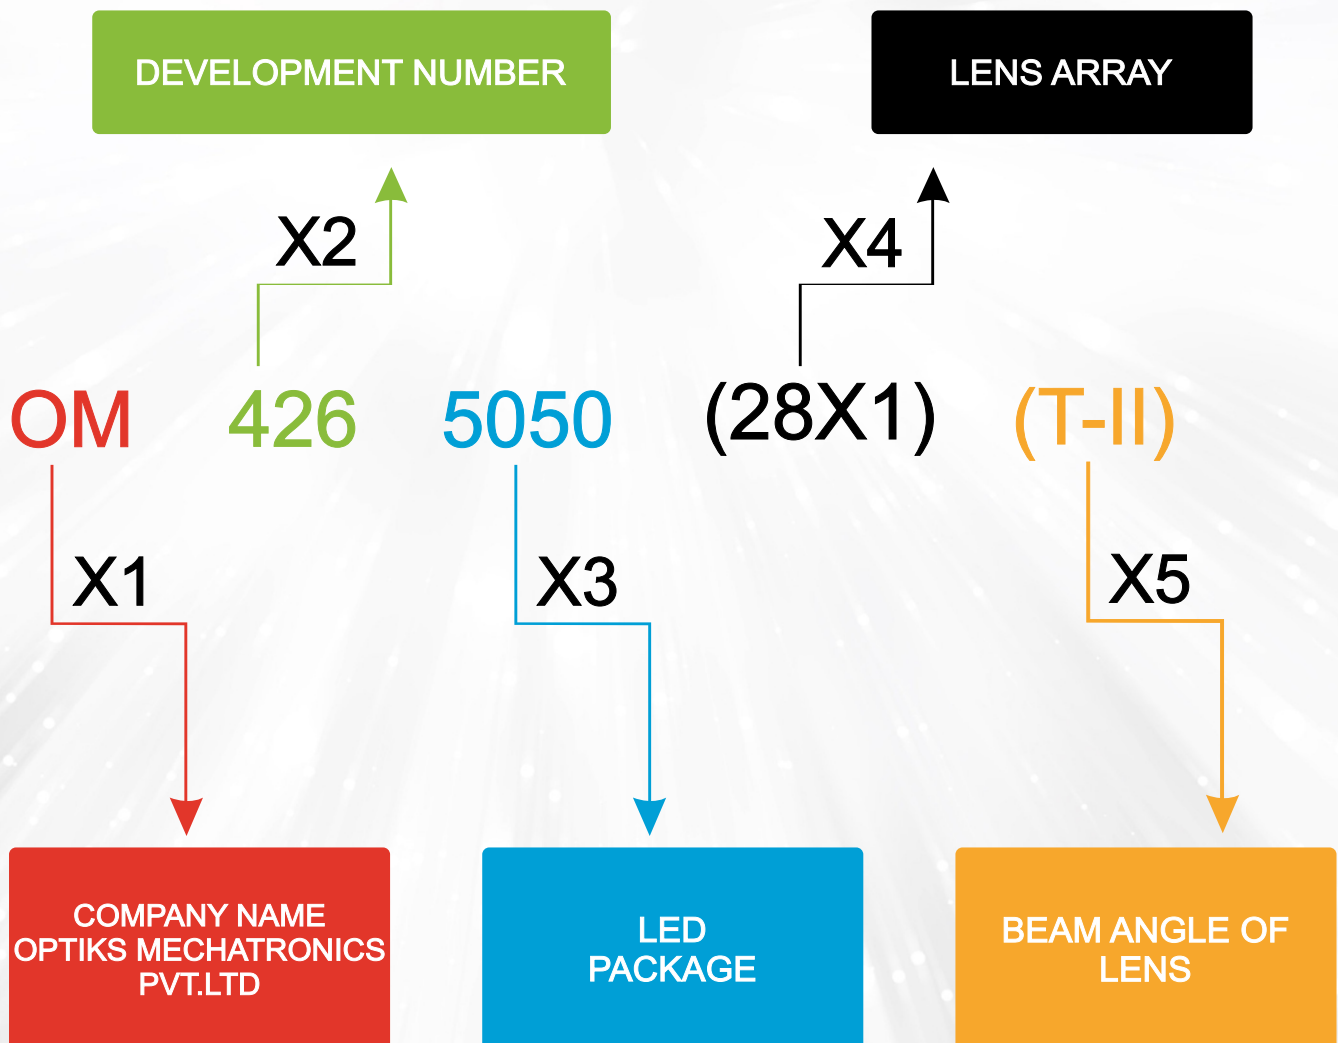 DEVELOPMENT NUMBER
LENS ARRAY
X2
X4
OM 426 5050 (28X1) (T-II)
X1
X3
X5
COMPANY NAME
OPTIKS MECHATRONICS
PVT.LTD
LED
PACKAGE
BEAM ANGLE OF
LENS